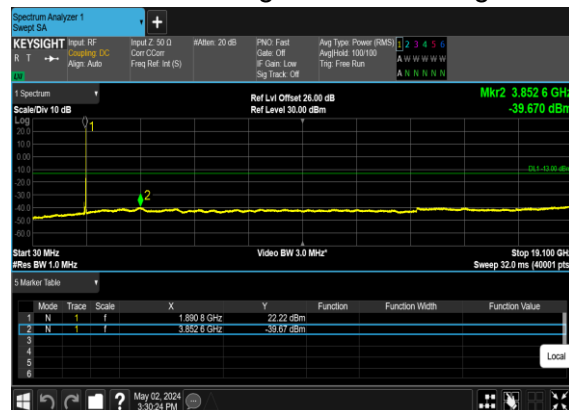 Spectrum Analyzer 1
Swept SA
KEYSIGHT Input: RF Input Z: 50 Ω #Atten: 20 dB PNO: Fast Avg Type: Power (RMS) 1 2 3 4 5 6
R T Coupling: DC Corr CCorr Gate: Off Avg|Hold: 100/100 A W W W W W
Align: Auto Freq Ref: Int (S) IF Gain: Low Trig: Free Run
LW Sig Track: Off A N N N N N
1 Spectrum Ref Lvl Offset 26.00 dB Mkr2 3.852 6 GHz
Scale/Div 10 dB Ref Level 30.00 dBm -39.670 dBm
Log
20.0
1
10.0
0.00
-10.0
DL1 -13.00 dBm
-20.0
-30.0
2
-40.0
-50.0
-60.0
Start 30 MHz Video BW 3.0 MHz* Stop 19.100 GHz
#Res BW 1.0 MHz Sweep 32.0 ms (40001 pts
5 Marker Table
Mode Trace Scale X Y Function Function Width Function Value
1 N 1 f 1.890 8 GHz 22.22 dBm
2 N 1 f 3.852 6 GHz -39.67 dBm
3
4
5
6
Local
? May 02, 2024
3:30:24 PM